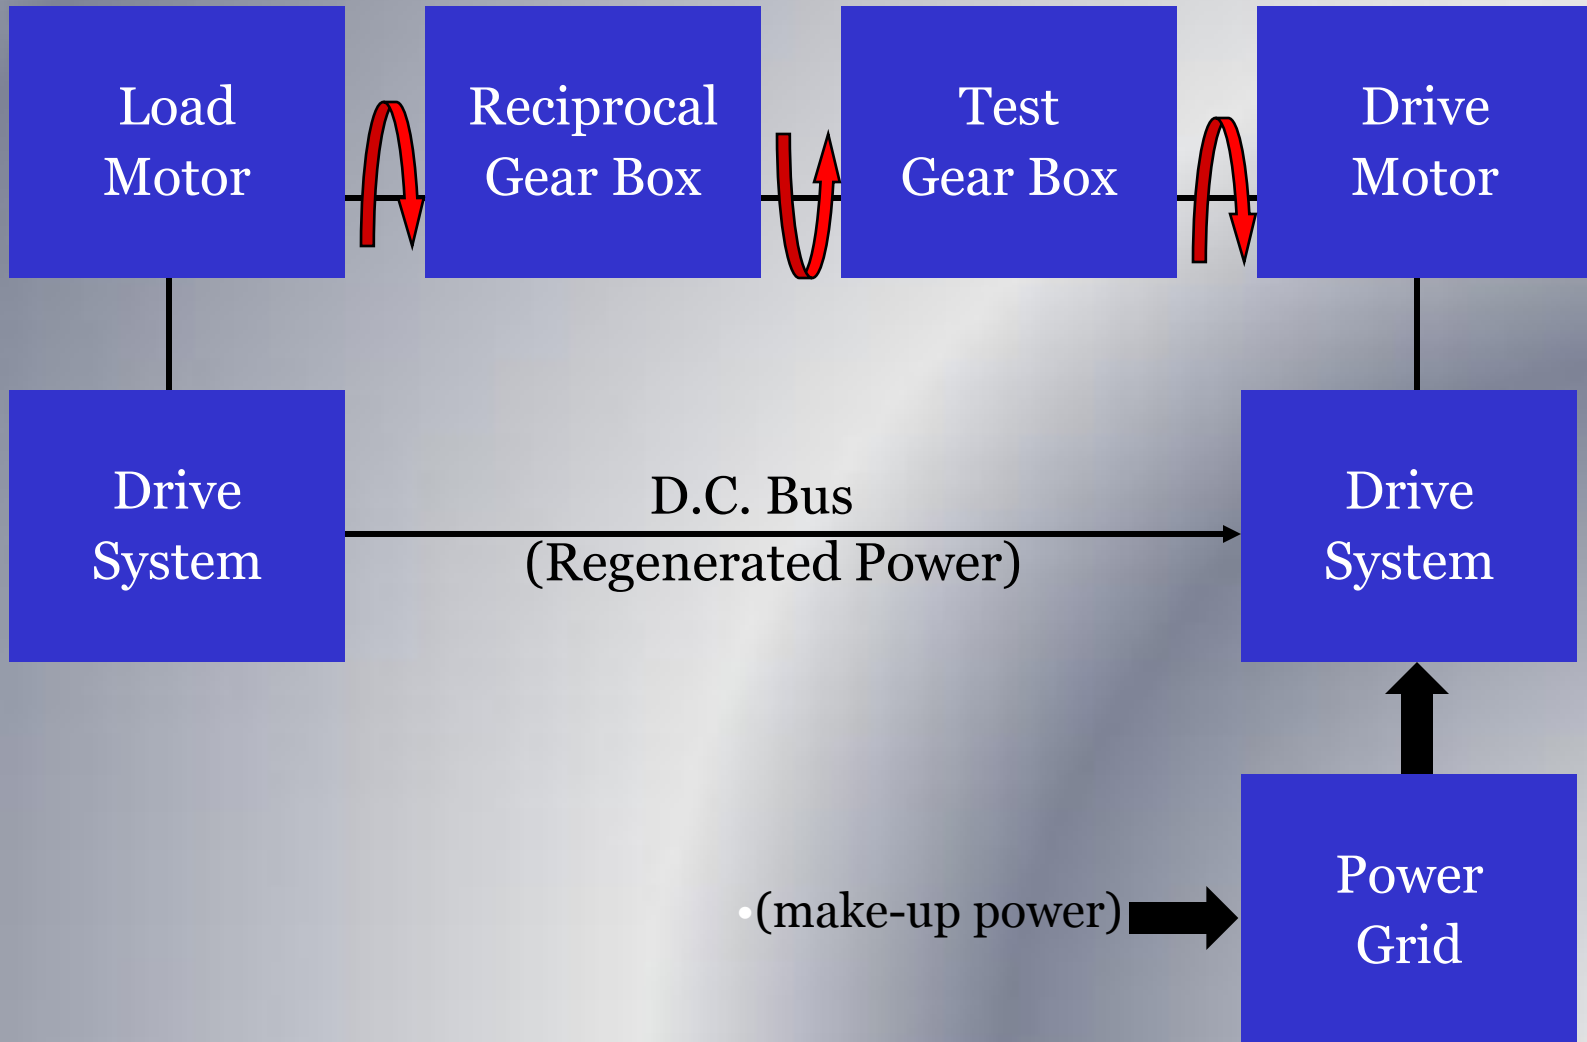 Load
Motor
Reciprocal
Gear Box
Test
Gear Box
Drive
Motor
Drive
System
D.C. Bus
(Regenerated Power)
Drive
System
•(make-up power)
Power
Grid